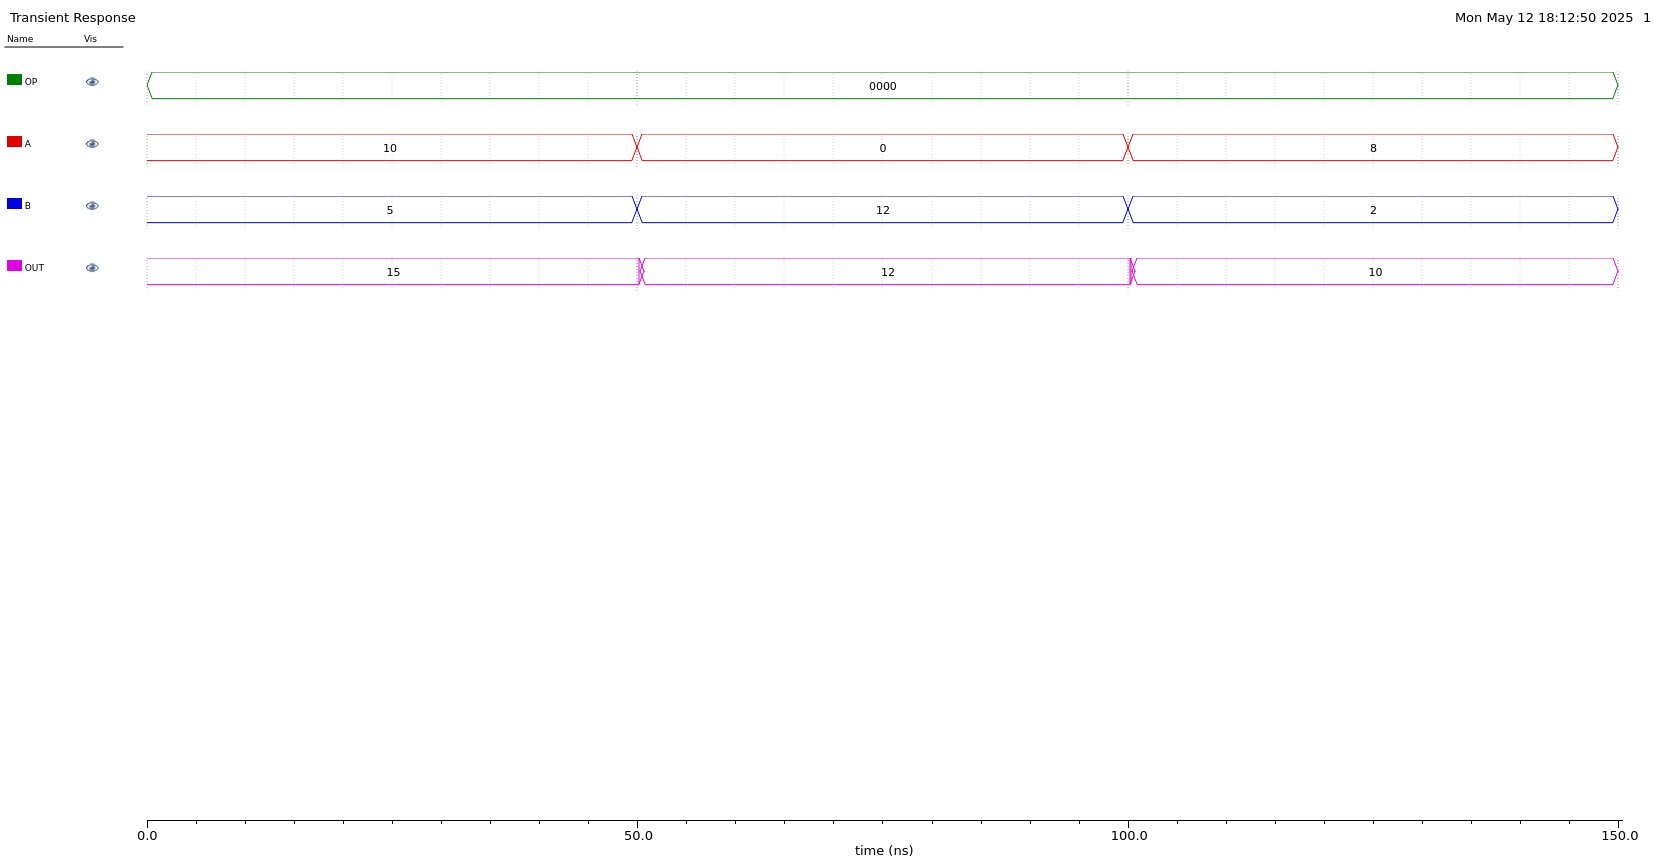 Transient Response Mon May 12 18:12:50 2025 1
Name Vis
OP 0000
A 10 0 8
B 5 12 2
OUT 15 12 10
0.0 50.0 100.0 150.0
time (ns)